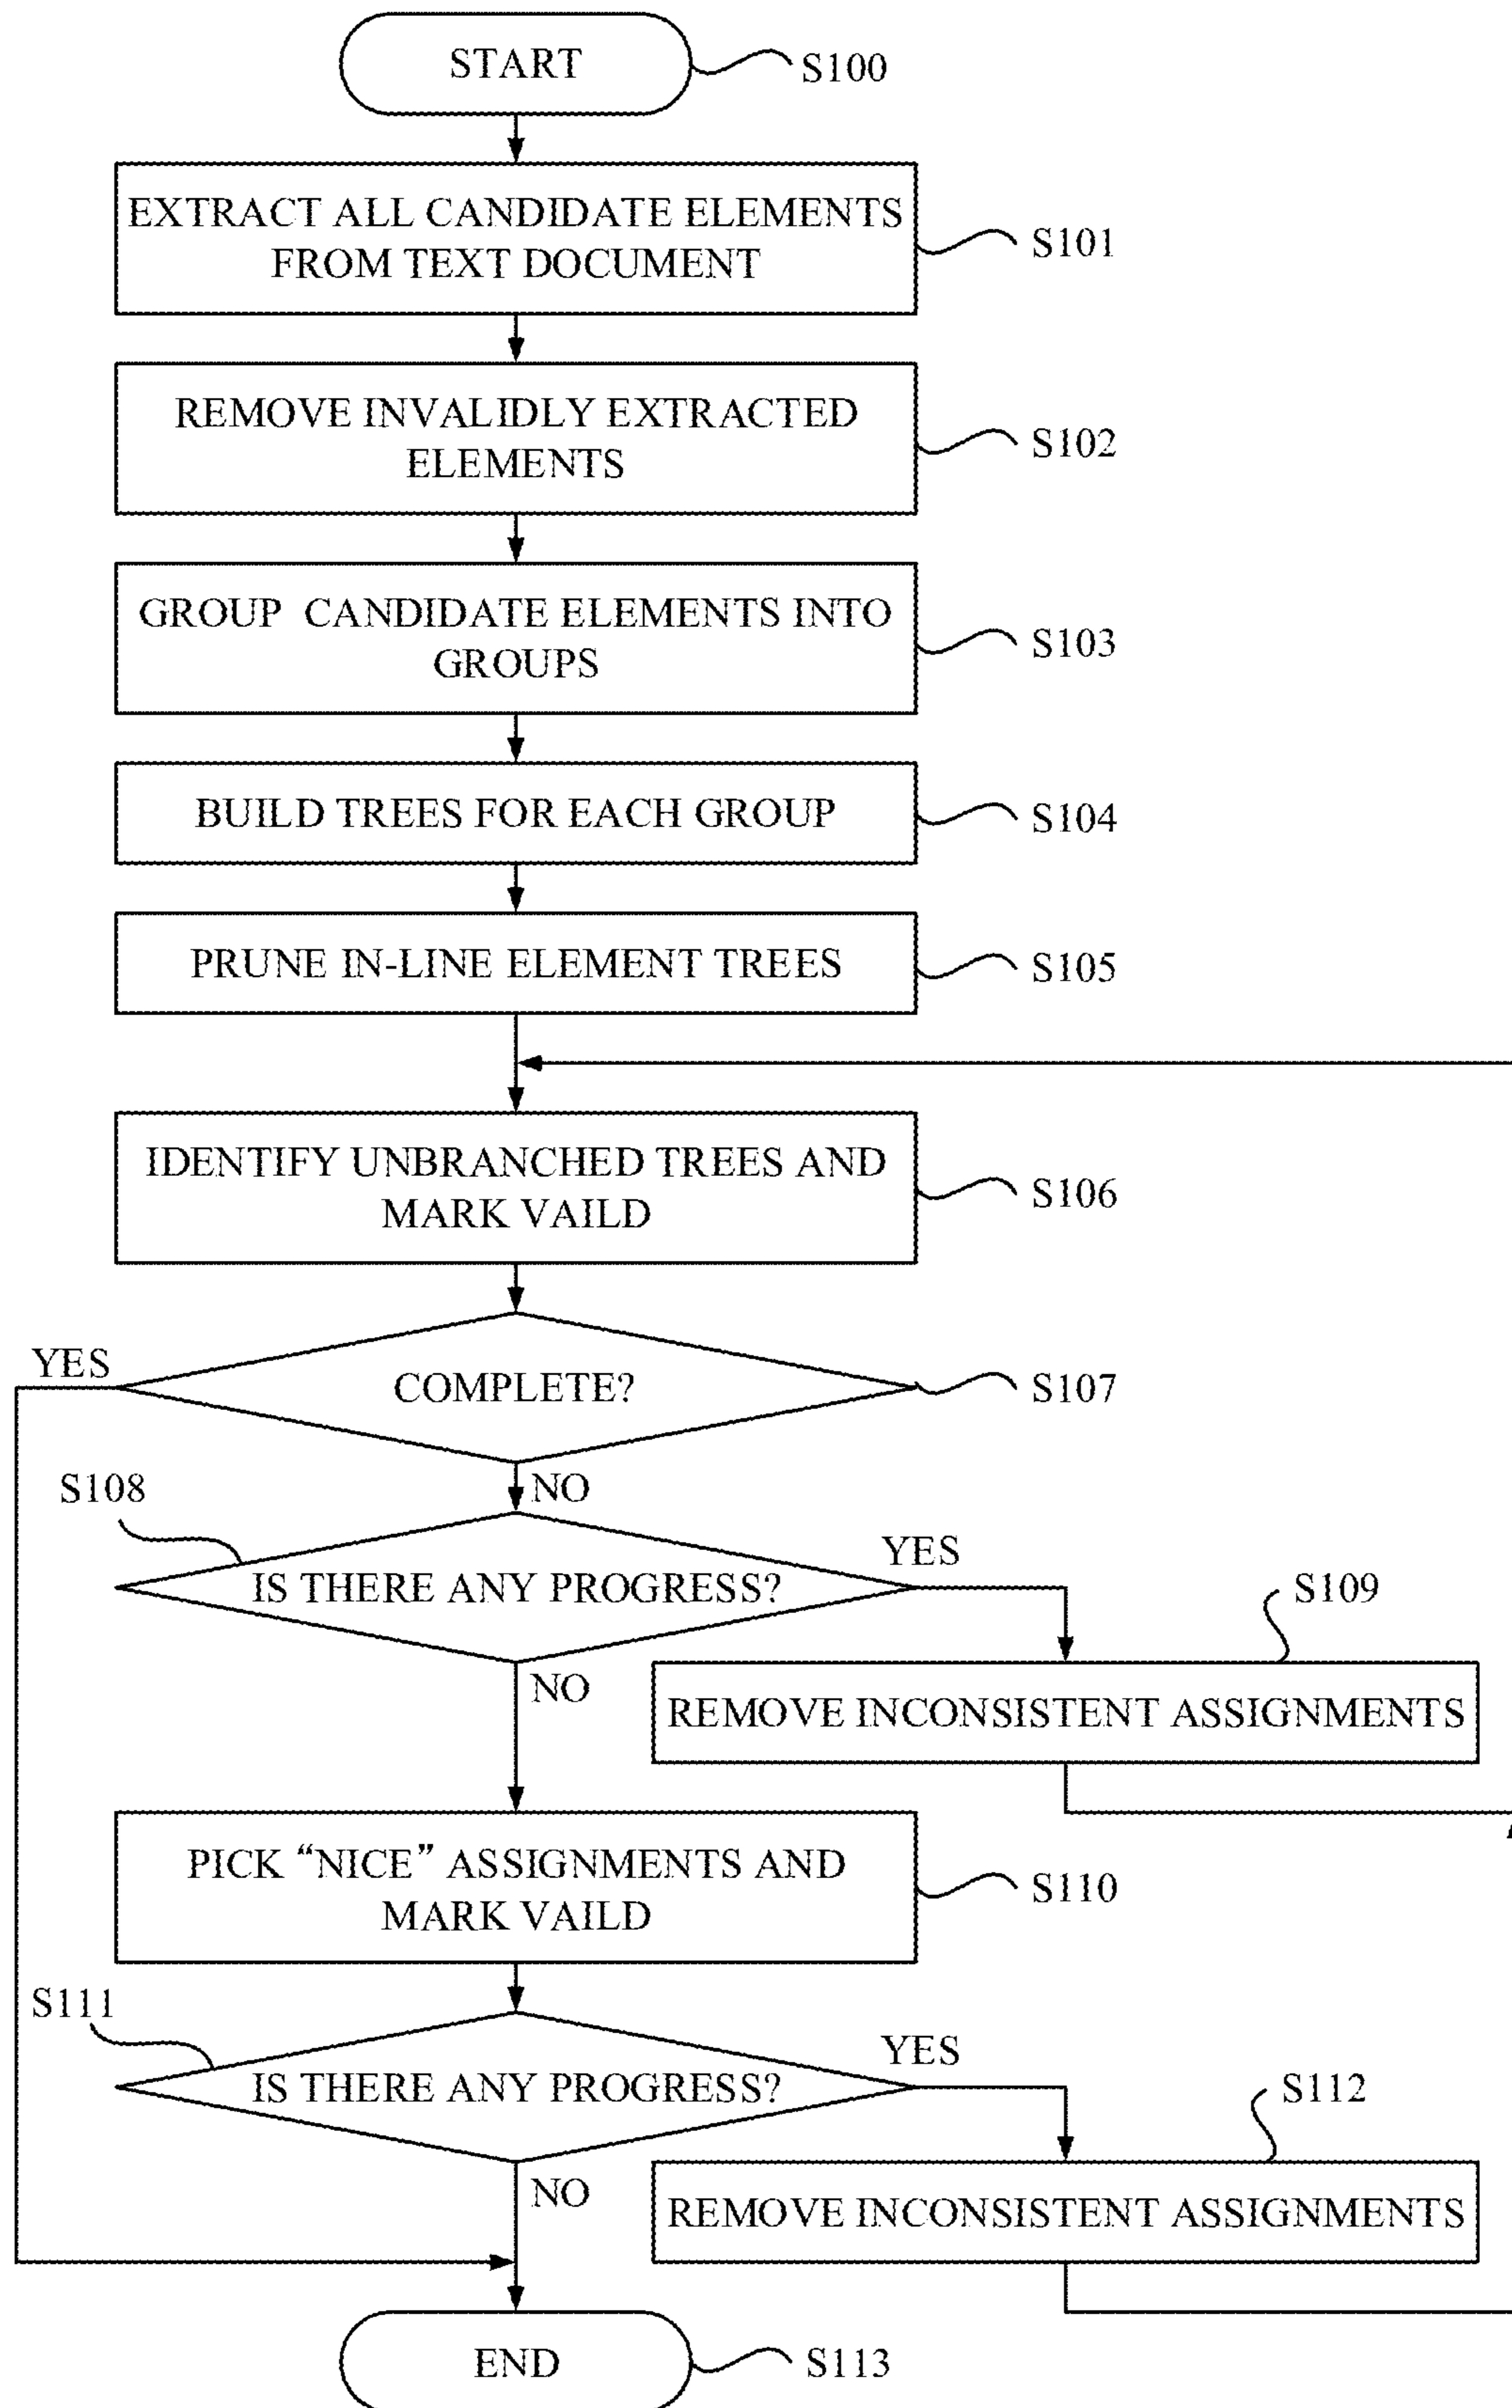 START
S100
EXTRACT ALL CANDIDATE ELEMENTS
FROM TEXT DOCUMENT
S101
REMOVE INVALIDLY EXTRACTED
ELEMENTS
S102
GROUP CANDIDATE ELEMENTS INTO
GROUPS
S103
BUILD TREES FOR EACH GROUP
S104
PRUNE IN-LINE ELEMENT TREES
S105
IDENTIFY UNBRANCHED TREES AND
MARK VAILD
S106
YES
COMPLETE?
S107
NO
S108
IS THERE ANY PROGRESS?
YES
S109
NO
REMOVE INCONSISTENT ASSIGNMENTS
PICK “NICE” ASSIGNMENTS AND
MARK VAILD
S110
S111
IS THERE ANY PROGRESS?
YES
S112
NO
REMOVE INCONSISTENT ASSIGNMENTS
END
S113